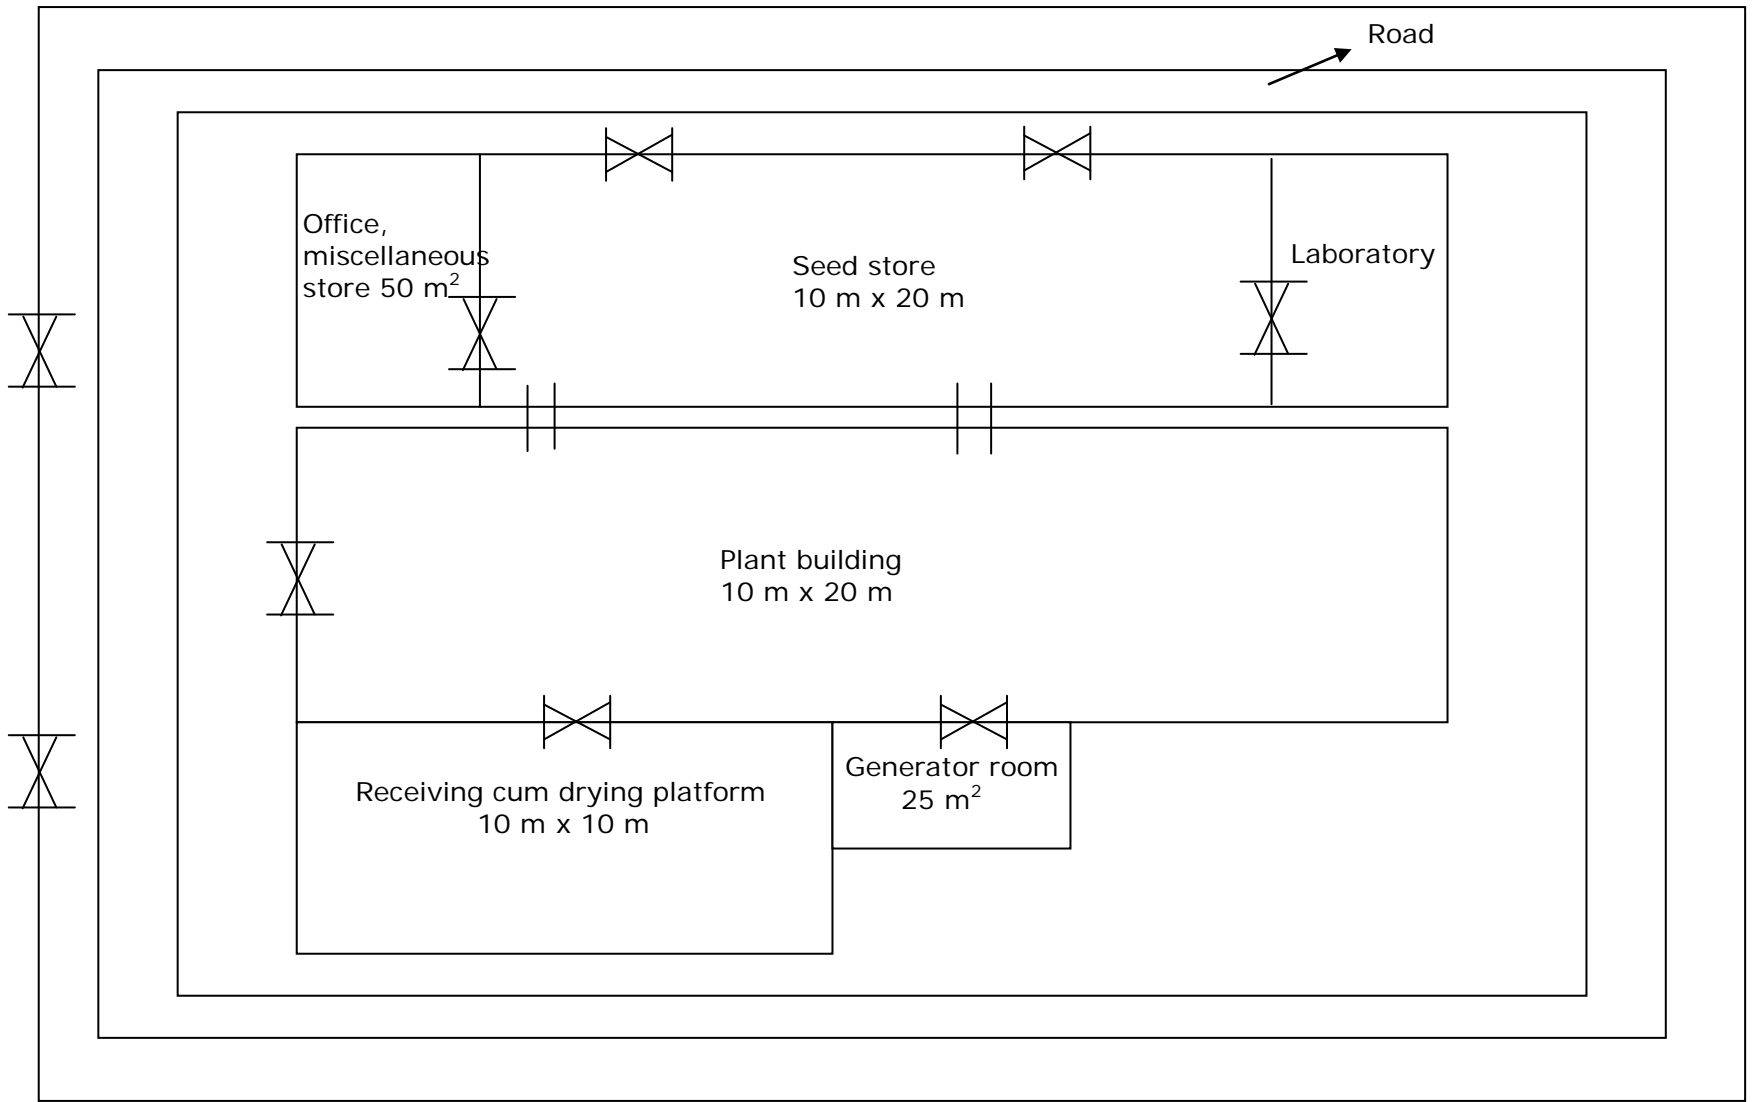 Road
Office,
miscellaneous
store 50 m²
Seed store
10 m x 20 m
Laboratory
Plant building
10 m x 20 m
Receiving cum drying platform
10 m x 10 m
Generator room
25 m²